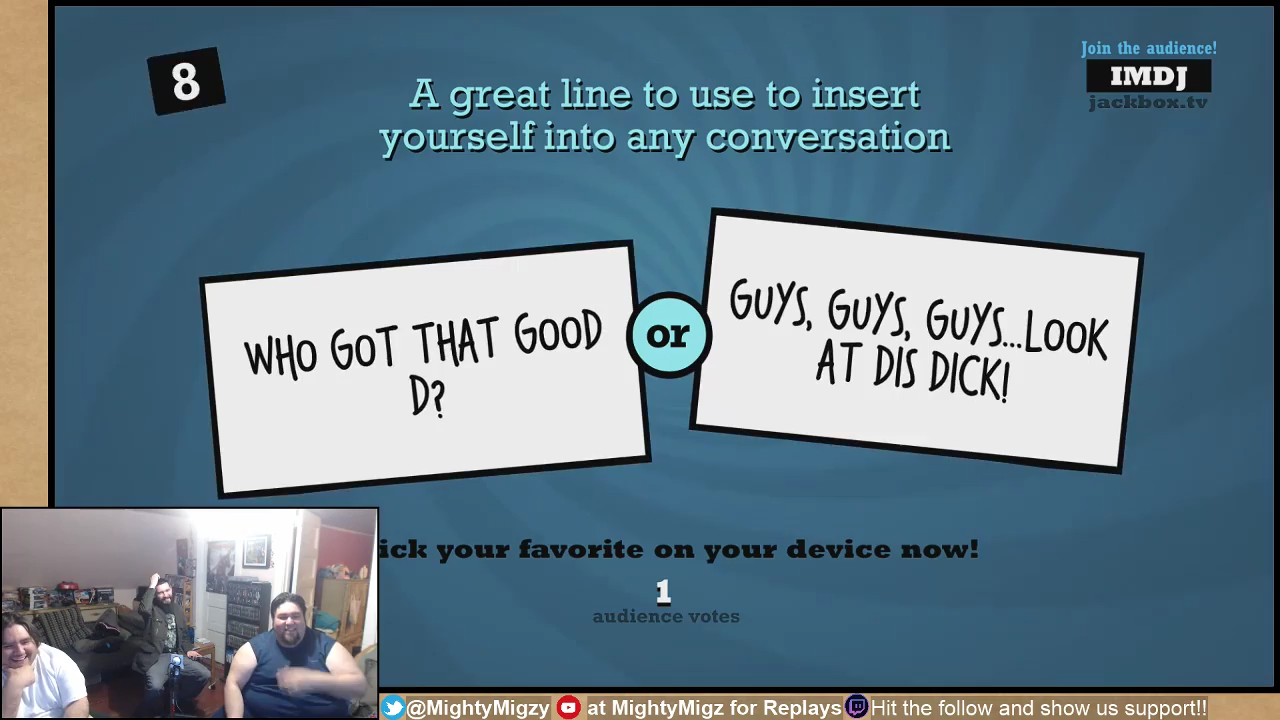 8
A great line to use to insert
yourself into any conversation
Join the audience!
IMDJ
jackbox.tv
WHO GOT THAT GOOD
D?
or
GUYS, GUYS, GUYS...LOOK
AT DIS DICK!
ick your favorite on your device now!
1
audience votes
@MightyMigzy at MightyMigz for Replays Hit the follow and show us support!!